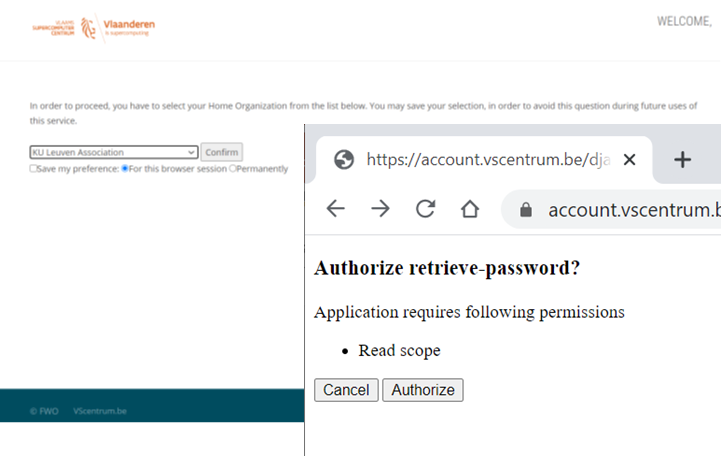 VLAAMS
SUPERCOMPUTER
CENTRUM
Vlaanderen
is supercomputing
WELCOME,
In order to proceed, you have to select your Home Organization from the list below. You may save your selection, in order to avoid this question during future uses of
this service.
KU Leuven Association
Confirm
Save my preference: For this browser session Permanently
https://account.vscentrum.be/dja
account.vscentrum.b
Authorize retrieve-password?
Application requires following permissions
• Read scope
Cancel Authorize
© FWO VScentrum.be